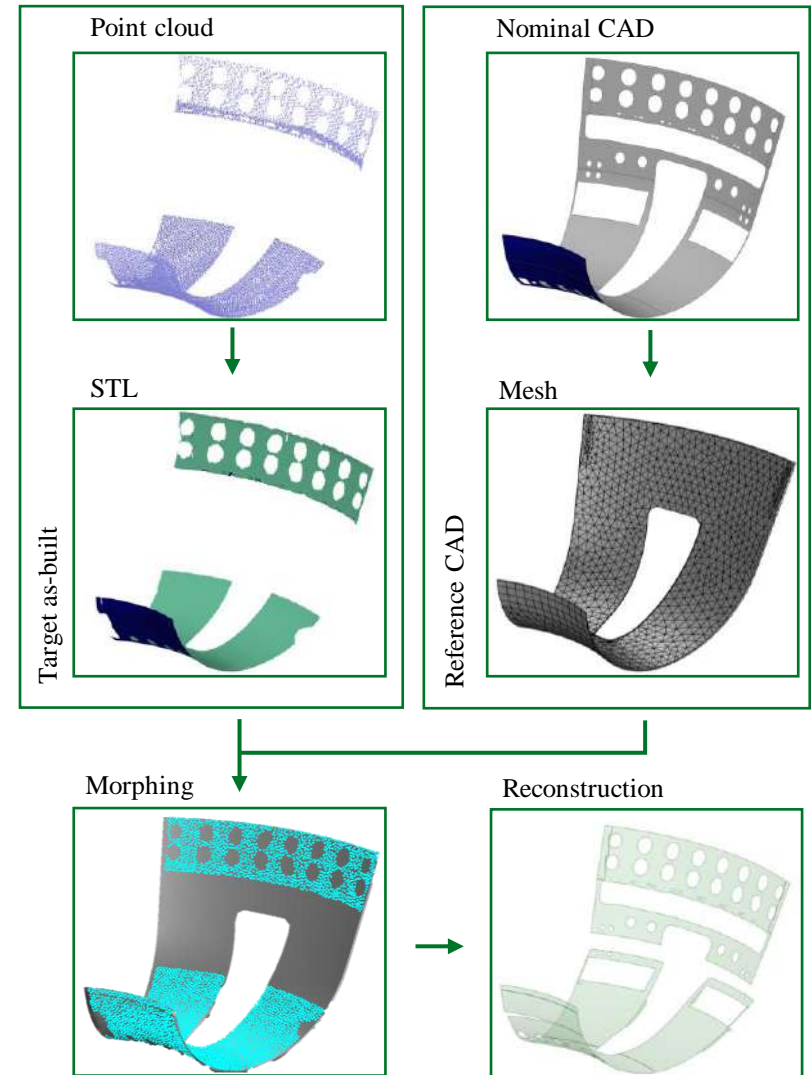 Point cloud
Nominal CAD
STL
Mesh
Target as-built
Reference CAD
Morphing
Reconstruction